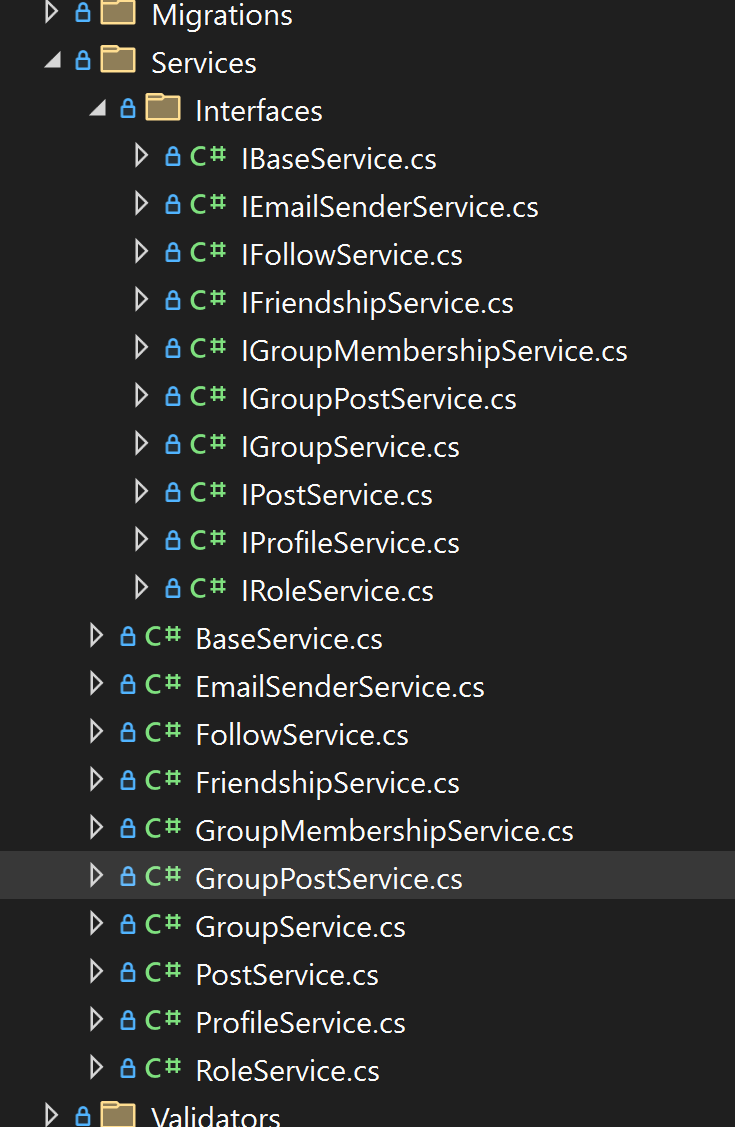 Migrations
Services
Interfaces
C# IBaseService.cs
C# IEmailSenderService.cs
C# IFollowService.cs
C# IFriendshipService.cs
C# IGroupMembershipService.cs
C# IGroupPostService.cs
C# IGroupService.cs
C# IPostService.cs
C# IProfileService.cs
C# IRoleService.cs
C# BaseService.cs
C# EmailSenderService.cs
C# FollowService.cs
C# FriendshipService.cs
C# GroupMembershipService.cs
C# GroupPostService.cs
C# GroupService.cs
C# PostService.cs
C# ProfileService.cs
C# RoleService.cs
Validators